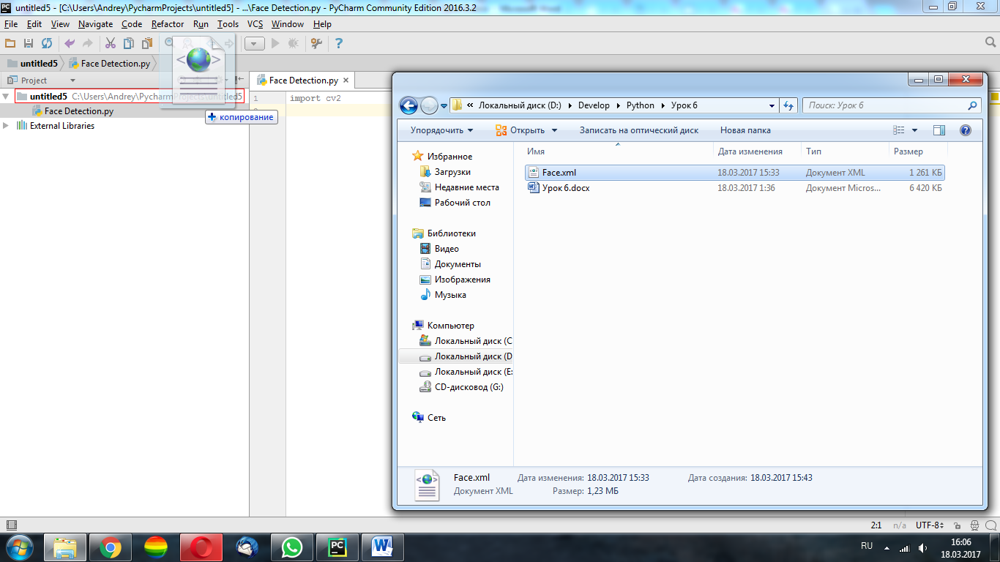 untitled5 - [C:\Users\Andrey\PycharmProjects\untitled5] - ...\Face Detection.py - PyCharm Community Edition 2016.3.2
File Edit View Navigate Code Refactor Run Tools VCS Window Help
untitled5 Face Detection.py
Project
Face Detection.py
untitled5 C:\Users\Andrey\PycharmProjects\untitled5
Face Detection.py
External Libraries
копирование
1 import cv2
« Локальный диск (D:) Develop Python Урок 6
Поиск: Урок 6
Упорядочить Открыть Записать на оптический диск Новая папка
Избранное
Загрузки
Недавние места
Рабочий стол
Библиотеки
Видео
Документы
Изображения
Музыка
Компьютер
Локальный диск (C
Локальный диск (D
Локальный диск (E:
CD-дисковод (G:)
Сеть
Имя Дата изменения Тип Размер
Face.xml 18.03.2017 15:33 Документ XML 1 261 КБ
Урок 6.docx 18.03.2017 1:36 Документ Micros... 6 420 КБ
Face.xml Дата изменения: 18.03.2017 15:33 Дата создания: 18.03.2017 15:43
Документ XML Размер: 1,23 МБ
2:1 n/a UTF-8
PC
RU
16:06
18.03.2017